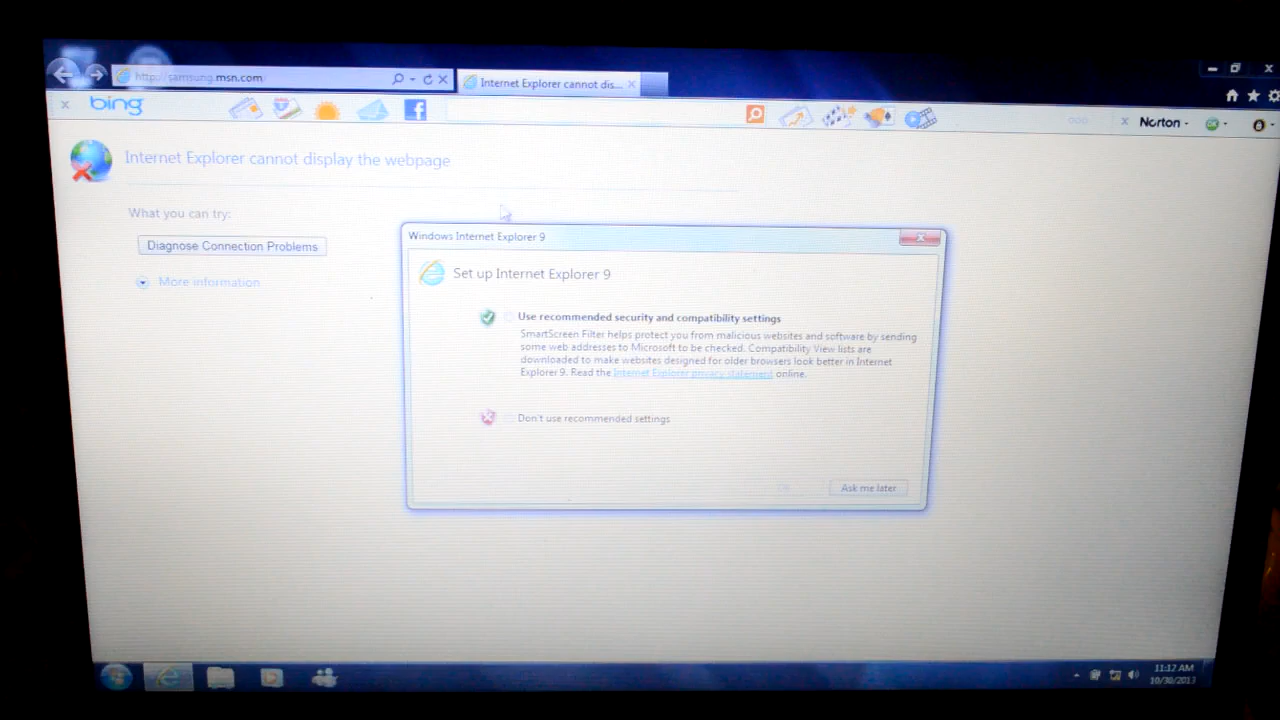 http://samsung.msn.com/
Internet Explorer cannot dis...
bing
Norton
Internet Explorer cannot display the webpage
What you can try:
Diagnose Connection Problems
More information
Windows Internet Explorer 9
Set up Internet Explorer 9
Use recommended security and compatibility settings
SmartScreen Filter helps protect you from malicious websites and software by sending
some web addresses to Microsoft to be checked. Compatibility View lists are
downloaded to make websites designed for older browsers look better in Internet
Explorer 9. Read the Internet Explorer privacy statement online.
Don't use recommended settings
Ask me later
11:12 AM
10/30/2013